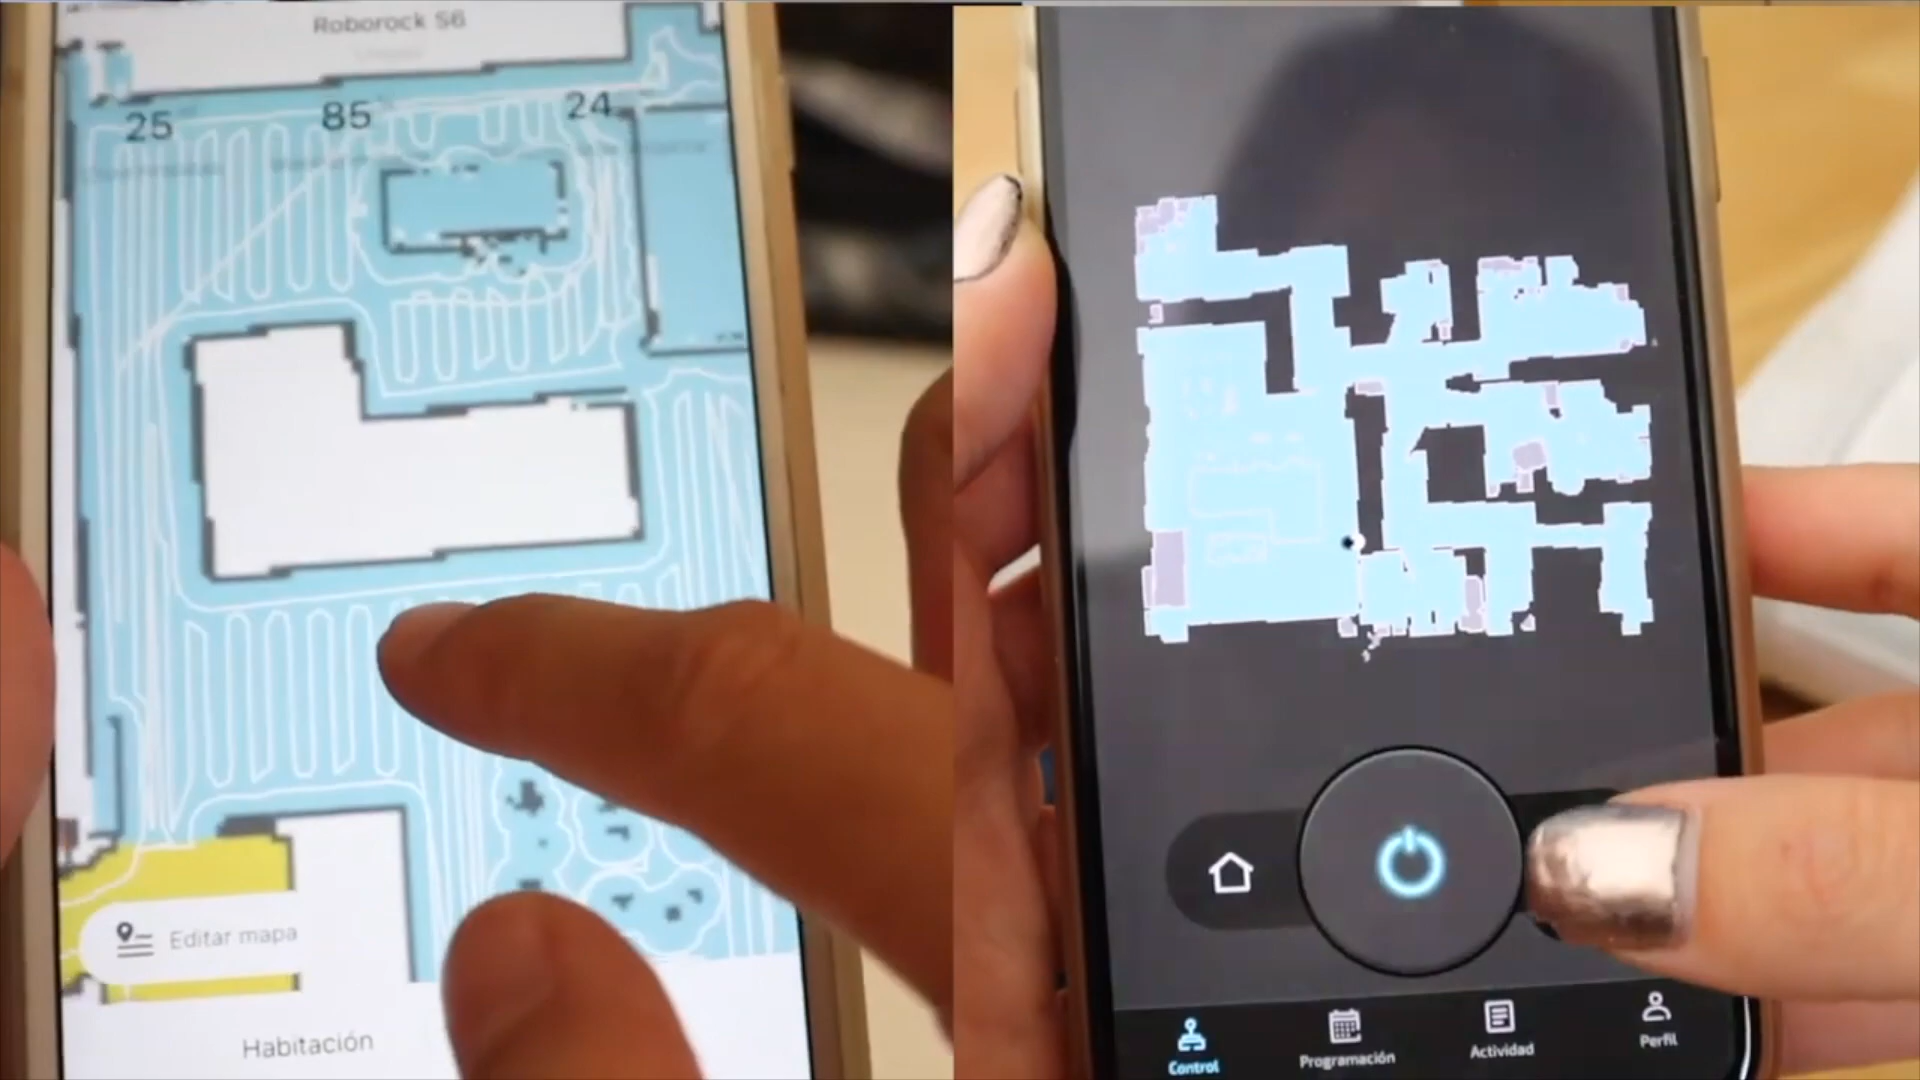 Roborock S6
25 85 24
Editar mapa
Habitación
Control
Programación
Actividad
Perfil